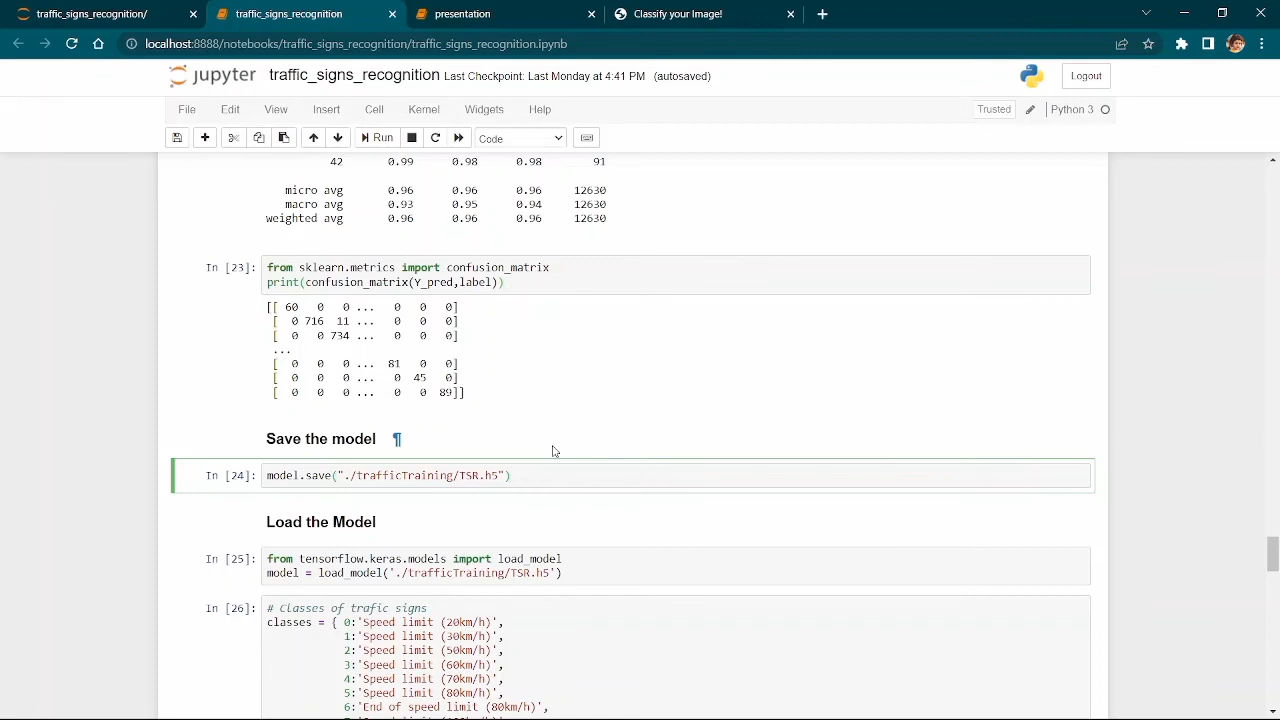 traffic_signs_recognition/
traffic_signs_recognition
presentation
Classify your Image!
localhost:8888/notebooks/traffic_signs_recognition/traffic_signs_recognition.ipynb
jupyter traffic_signs_recognition Last Checkpoint: Last Monday at 4:41 PM (autosaved)
Logout
File Edit View Insert Cell Kernel Widgets Help
Trusted
Python 3
Run
Code
42 0.99 0.98 0.98 91
micro avg 0.96 0.96 0.96 12630
macro avg 0.93 0.95 0.94 12630
weighted avg 0.96 0.96 0.96 12630
In [23]: from sklearn.metrics import confusion_matrix
print(confusion_matrix(Y_pred,label))
[[ 60 0 0 ... 0 0 0]
[ 0 716 11 ... 0 0 0]
[ 0 0 734 ... 0 0 0]
...
[ 0 0 0 ... 81 0 0]
[ 0 0 0 ... 0 45 0]
[ 0 0 0 ... 0 0 89]]
Save the model ¶
In [24]: model.save("./trafficTraining/TSR.h5")
Load the Model
In [25]: from tensorflow.keras.models import load_model
model = load_model('./trafficTraining/TSR.h5')
In [26]: # Classes of trafic signs
classes = { 0:'Speed limit (20km/h)',
1:'Speed limit (30km/h)',
2:'Speed limit (50km/h)',
3:'Speed limit (60km/h)',
4:'Speed limit (70km/h)',
5:'Speed limit (80km/h)',
6:'End of speed limit (80km/h)',